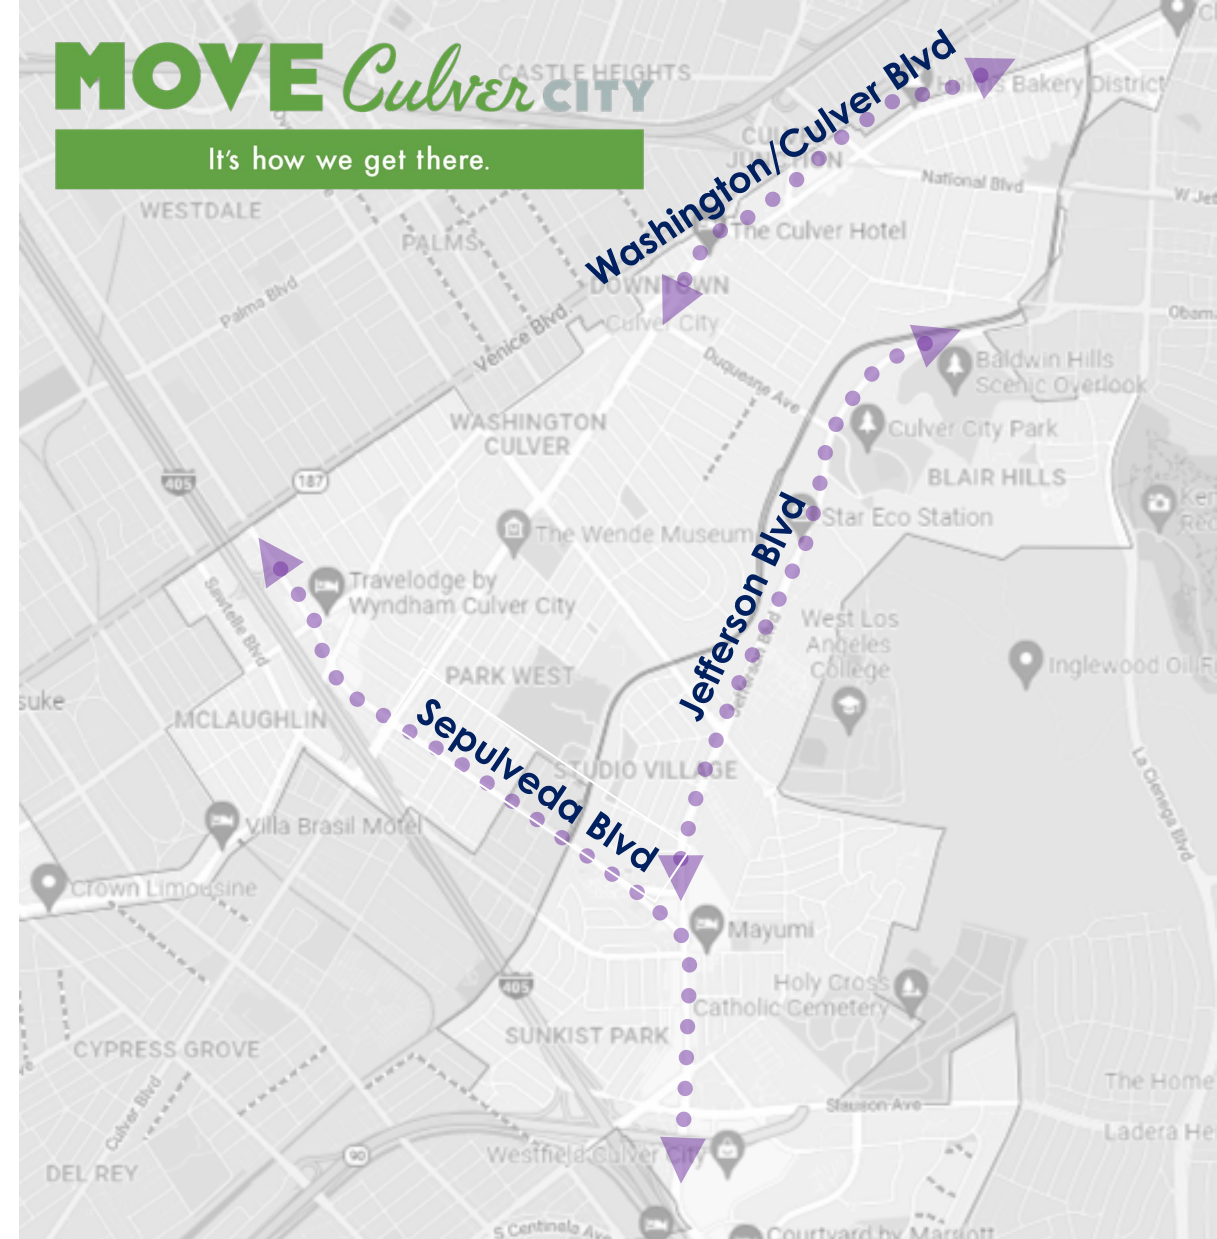 MOVE Culver CITY
It's how we get there.
CASTLE HEIGHTS
Washington/Culver Blvd
Bakery District
National Blvd
WESTDALE
PALMS
The Culver Hotel
DOWNTOWN
Culver City
Palma Blvd
Venice Blvd
Duquesne Ave
Baldwin Hills
Scenic Overlook
WASHINGTON
CULVER
Culver City Park
BLAIR HILLS
405
187
The Wende Museum
Star Eco Station
Jefferson Blvd
Travelodge by
Wyndham Culver City
Sawtelle Blvd
West Los
Angeles
College
Jefferson Blvd
Inglewood Oil
PARK WEST
suke
MCLAUGHLIN
Sepulveda Blvd
STUDIO VILLAGE
La Cienega Blvd
Villa Brasil Motel
Crown Limousine
Mayumi
Holy Cross
Catholic Cemetery
405
SUNKIST PARK
CYPRESS GROVE
Culver Blvd
Slauson Ave
The Home
Ladera He
90
Westfield Culver City
DEL REY
S Centinela Ave
Courtyard by Marriott